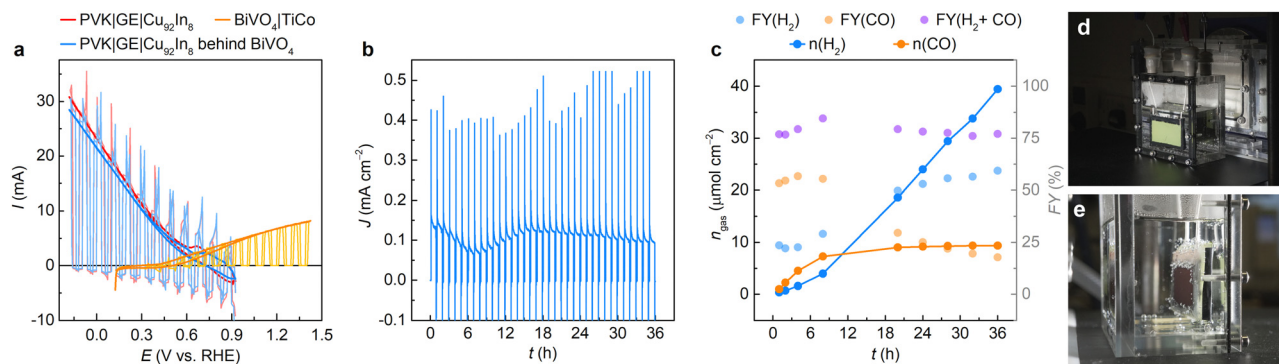 a
PVK|GE|Cu₉₂In₈
BiVO₄|TiCo
PVK|GE|Cu₉₂In₈ behind BiVO₄
30
20
10
0
-10
I (mA)
0.0 0.3 0.6 0.9 1.2 1.5
E (V vs. RHE)
b
0.5
0.4
0.3
0.2
0.1
0.0
-0.1
J (mA cm⁻²)
0 6 12 18 24 30 36
t (h)
c
FY(H₂) FY(CO) FY(H₂+ CO)
n(H₂) n(CO)
50
40
30
20
10
0
n_gas (μmol cm⁻²)
100
75
50
25
0
FY (%)
0 6 12 18 24 30 36
t (h)
d
e